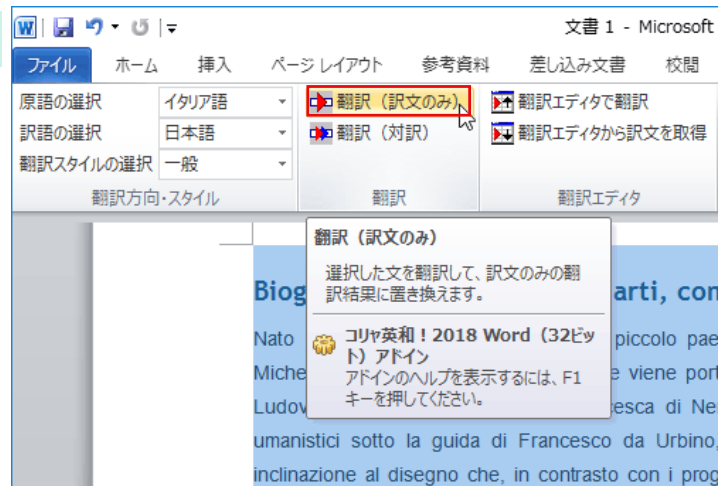 文書 1 - Microsoft
ファイル ホーム 挿入 ページ レイアウト 参考資料 差し込み文書 校閲
原語の選択 イタリア語 翻訳（訳文のみ） 翻訳エディタで翻訳
訳語の選択 日本語 翻訳（対訳） 翻訳エディタから訳文を取得
翻訳スタイルの選択 一般
翻訳方向・スタイル 翻訳 翻訳エディタ
翻訳（訳文のみ）
選択した文を翻訳して、訳文のみの翻
訳結果に置き換えます。
コリャ英和！2018 Word（32ビッ
ト）アドイン
アドインのヘルプを表示するには、F1
キーを押してください。
Biog arti, con
Nato piccolo pae
Miche e viene port
Ludov esca di Ne
umanistici sotto la guida di Francesco da Urbino,
inclinazione al disegno che, in contrasto con i prog